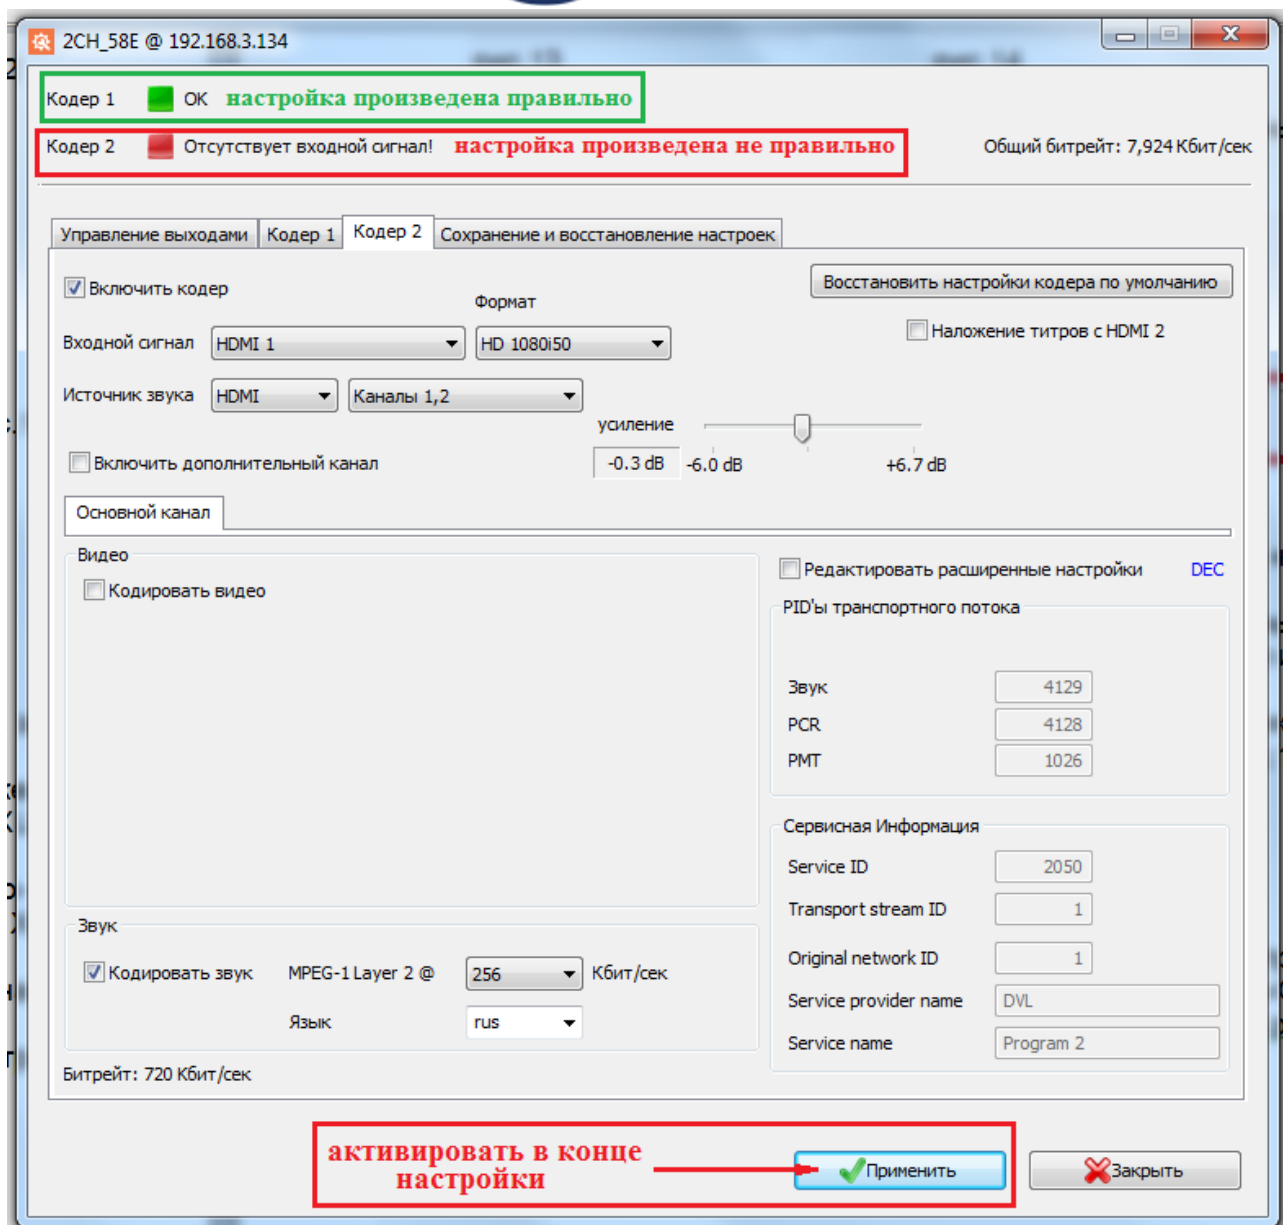 2CH_58E @ 192.168.3.134
Кодер 1 OK настройка произведена правильно
Кодер 2 Отсутствует входной сигнал! настройка произведена не правильно Общий битрейт: 7,924 Кбит/сек
Управление выходами Кодер 1 Кодер 2 Сохранение и восстановление настроек
Включить кодер Восстановить настройки кодера по умолчанию
Формат
Входной сигнал HDMI 1 HD 1080i50 Наложение титров с HDMI 2
Источник звука HDMI Каналы 1,2
усиление
Включить дополнительный канал -0.3 dB -6.0 dB +6.7 dB
Основной канал
Видео
Кодировать видео
Редактировать расширенные настройки DEC
PID'ы транспортного потока
Звук 4129
PCR 4128
PMT 1026
Сервисная Информация
Service ID 2050
Transport stream ID 1
Original network ID 1
Service provider name DVL
Service name Program 2
Звук
Кодировать звук MPEG-1 Layer 2 @ 256 Кбит/сек
Язык rus
Битрейт: 720 Кбит/сек
активировать в конце
настройки
Применить Закрыть